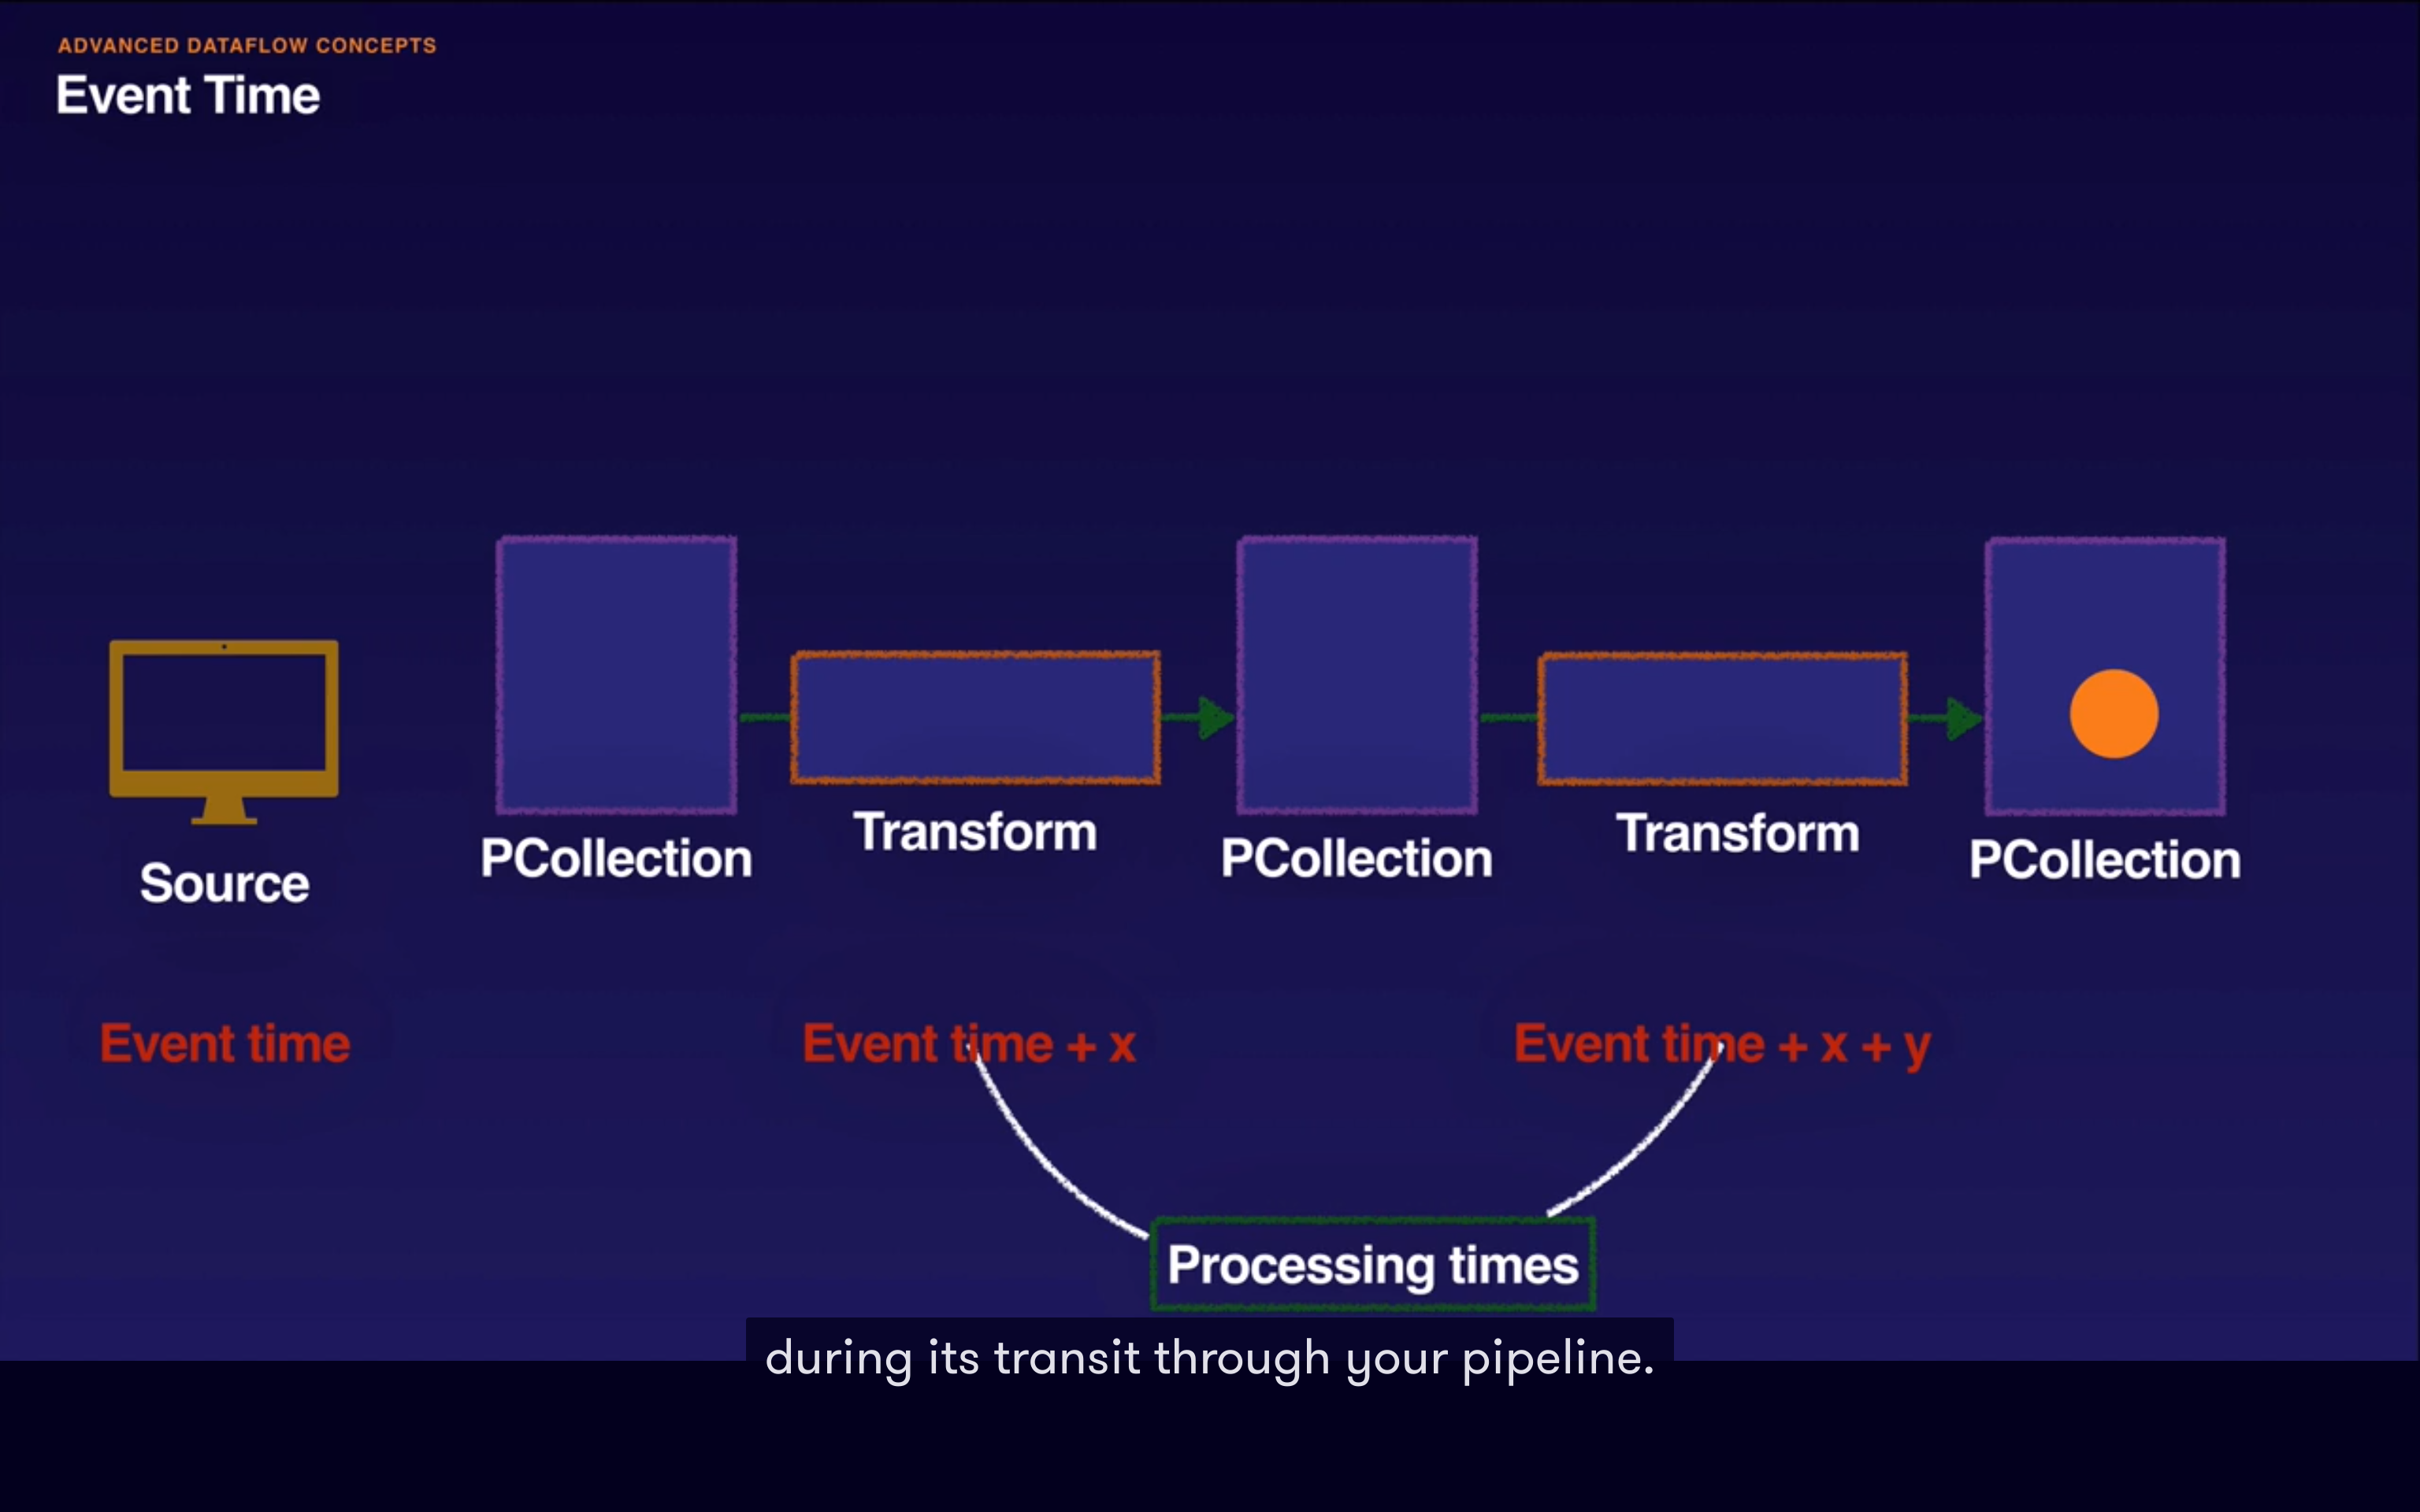 ADVANCED DATAFLOW CONCEPTS
Event Time
Source
PCollection
Transform
PCollection
Transform
PCollection
Event time
Event time + x
Event time + x + y
Processing times
during its transit through your pipeline.